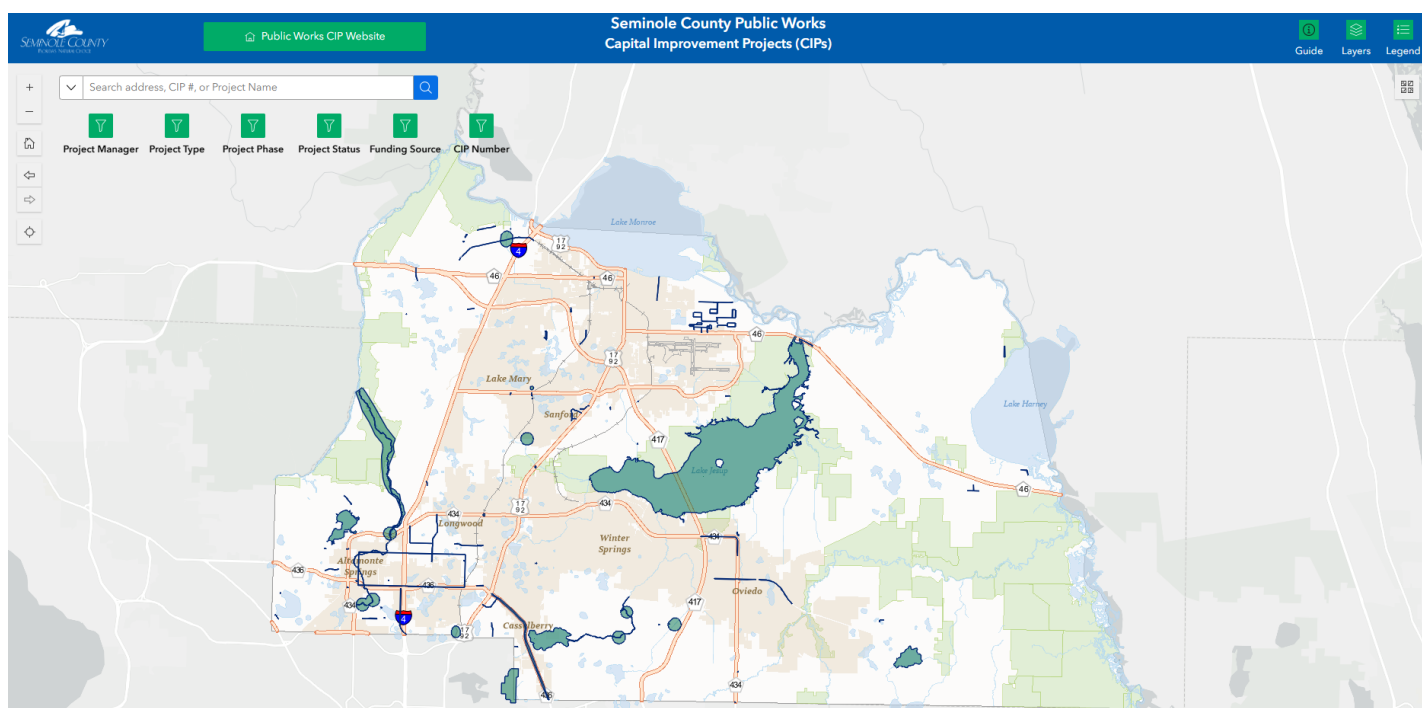 SEMINOLE COUNTY
FLORIDA'S NATURAL CHOICE
Public Works CIP Website
Seminole County Public Works
Capital Improvement Projects (CIPs)
Guide
Layers
Legend
Search address, CIP #, or Project Name
Project Manager
Project Type
Project Phase
Project Status
Funding Source
CIP Number
Lake Monroe
17
92
4
46
46
46
17
92
Lake Mary
Lake Harney
Sanford
417
Lake Jesup
46
17
92
434
434
Longwood
434
Winter
Springs
Altamonte
Springs
436
436
Oviedo
434
417
4
Casselberry
17
92
434
436